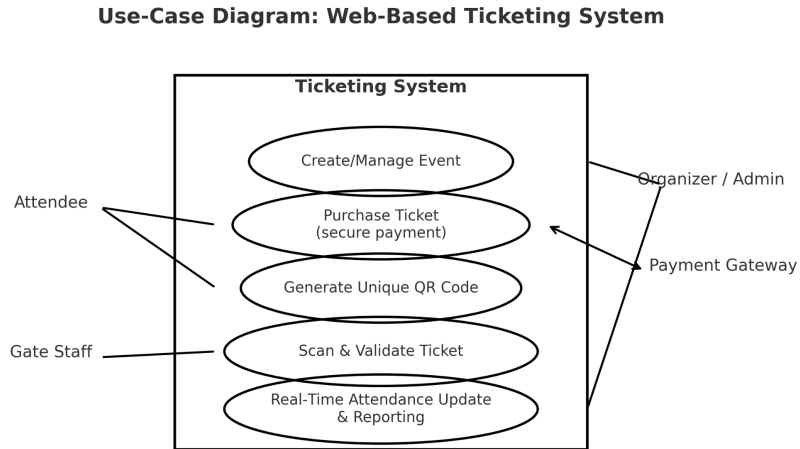 Use-Case Diagram: Web-Based Ticketing System
Ticketing System
Create/Manage Event
Organizer / Admin
Attendee
Purchase Ticket
(secure payment)
Payment Gateway
Generate Unique QR Code
Gate Staff
Scan & Validate Ticket
Real-Time Attendance Update
& Reporting